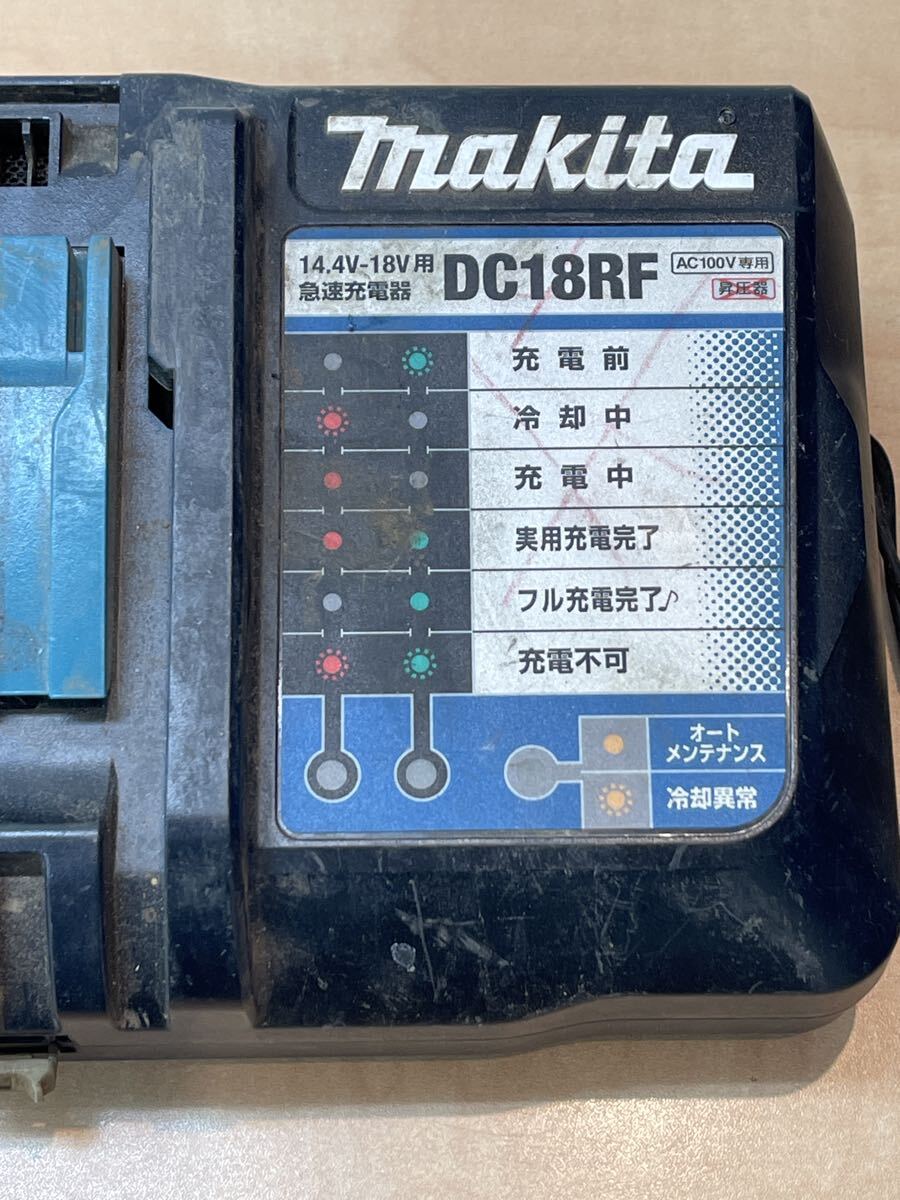 makita
14.4V-18V用
急速充電器
DC18RF
AC100V専用
昇圧器
充電前
冷却中
充電中
実用充電完了
フル充電完了♪
充電不可
オート
メンテナンス
冷却異常